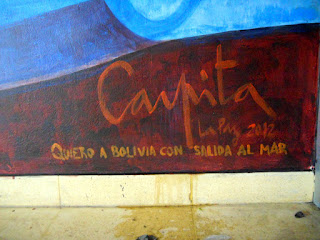 Carpita
La Paz 2012
QUIERO A BOLIVIA CON SALIDA AL MAR